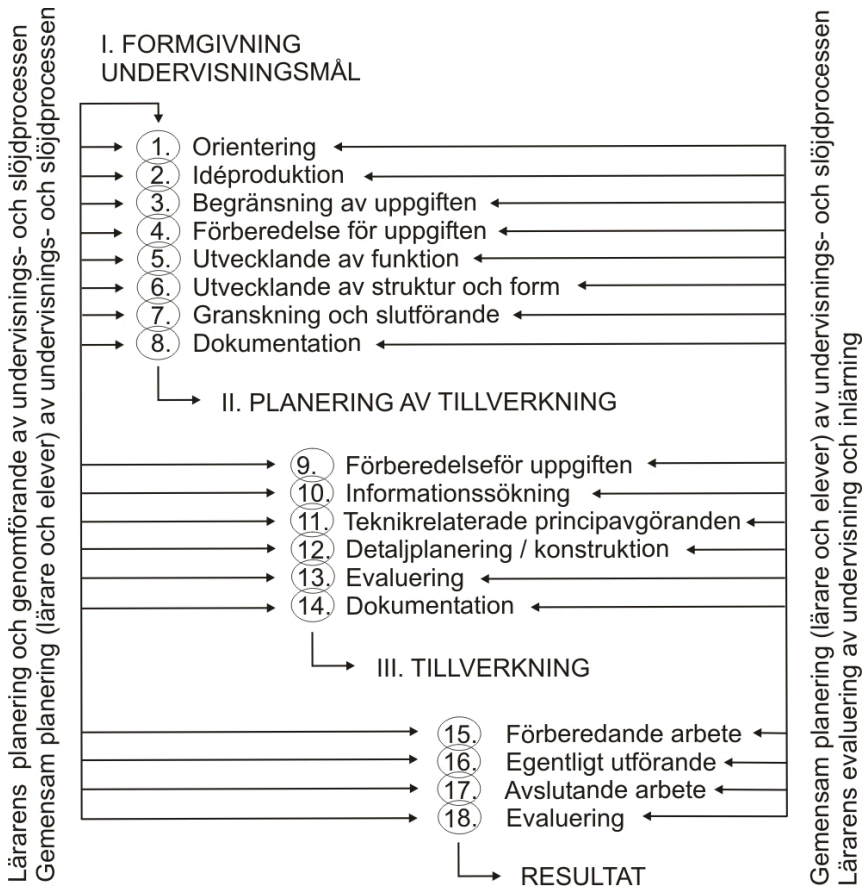 Lärarens planering och genomförande av undervisnings- och slöjdprocessen
Gemensam planering (lärare och elever) av undervisnings- och slöjdprocessen
I. FORMGIVNING
UNDERVISNINGSMÅL
1. Orientering
2. Idéproduktion
3. Begränsning av uppgiften
4. Förberedelse för uppgiften
5. Utvecklande av funktion
6. Utvecklande av struktur och form
7. Granskning och slutförande
8. Dokumentation
II. PLANERING AV TILLVERKNING
9. Förberedelseför uppgiften
10. Informationssökning
11. Teknikrelaterade principavgöranden
12. Detaljplanering / konstruktion
13. Evaluering
14. Dokumentation
III. TILLVERKNING
15. Förberedande arbete
16. Egentligt utförande
17. Avslutande arbete
18. Evaluering
RESULTAT
Gemensam planering (lärare och elever) av undervisnings- och slöjdprocessen
Lärarens evaluering av undervisning och inlärning